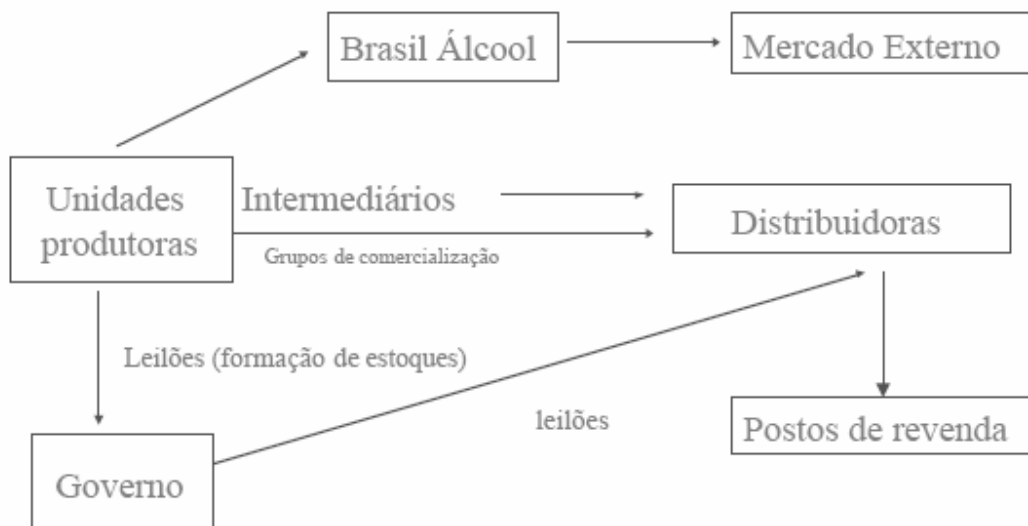 Brasil Álcool
Mercado Externo
Unidades
produtoras
Intermediários
Distribuidoras
Grupos de comercialização
Leilões (formação de estoques)
leilões
Postos de revenda
Governo